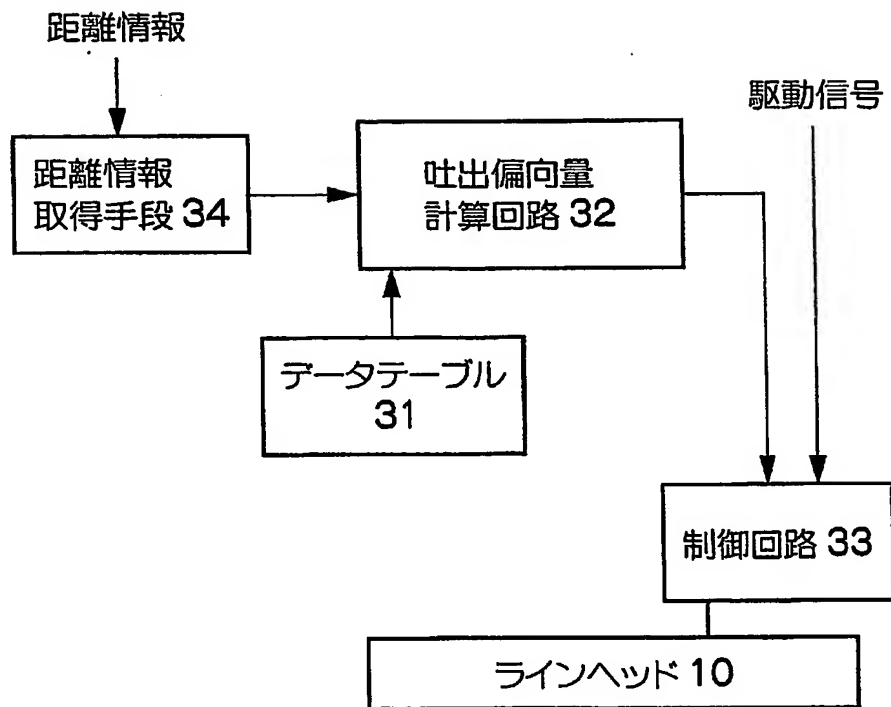 距離情報
駆動信号
距離情報
取得手段 34
吐出偏向量
計算回路 32
データテーブル
31
制御回路 33
ラインヘッド 10